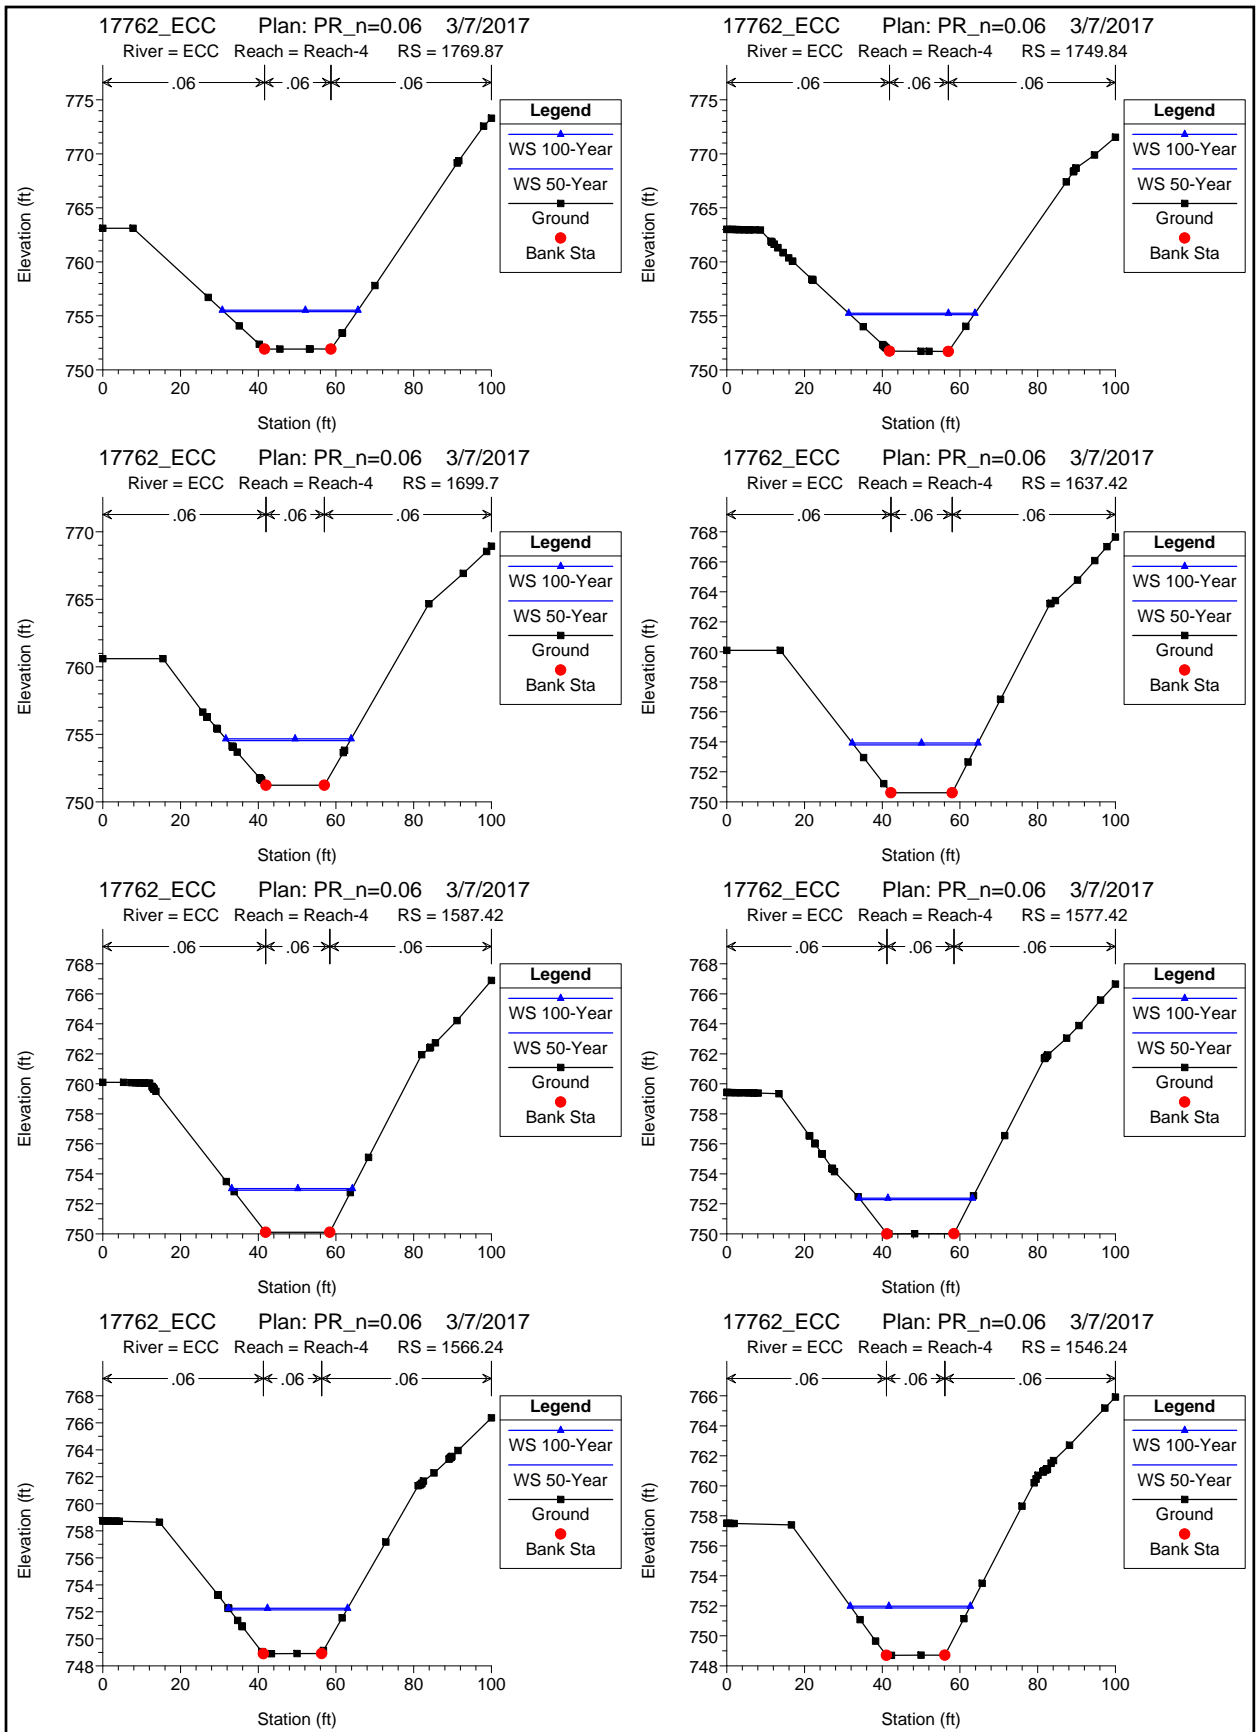 17762_ECC Plan: PR_n=0.06 3/7/2017
River = ECC Reach = Reach-4 RS = 1769.87
.06 .06 .06
Legend
WS 100-Year
WS 50-Year
Ground
Bank Sta
775
770
765
760
755
750
0 20 40 60 80 100
Elevation (ft)
Station (ft)
17762_ECC Plan: PR_n=0.06 3/7/2017
River = ECC Reach = Reach-4 RS = 1749.84
.06 .06 .06
Legend
WS 100-Year
WS 50-Year
Ground
Bank Sta
775
770
765
760
755
750
0 20 40 60 80 100
Elevation (ft)
Station (ft)
17762_ECC Plan: PR_n=0.06 3/7/2017
River = ECC Reach = Reach-4 RS = 1699.7
.06 .06 .06
Legend
WS 100-Year
WS 50-Year
Ground
Bank Sta
770
765
760
755
750
0 20 40 60 80 100
Elevation (ft)
Station (ft)
17762_ECC Plan: PR_n=0.06 3/7/2017
River = ECC Reach = Reach-4 RS = 1637.42
.06 .06 .06
Legend
WS 100-Year
WS 50-Year
Ground
Bank Sta
768
766
764
762
760
758
756
754
752
750
0 20 40 60 80 100
Elevation (ft)
Station (ft)
17762_ECC Plan: PR_n=0.06 3/7/2017
River = ECC Reach = Reach-4 RS = 1587.42
.06 .06 .06
Legend
WS 100-Year
WS 50-Year
Ground
Bank Sta
768
766
764
762
760
758
756
754
752
750
0 20 40 60 80 100
Elevation (ft)
Station (ft)
17762_ECC Plan: PR_n=0.06 3/7/2017
River = ECC Reach = Reach-4 RS = 1577.42
.06 .06 .06
Legend
WS 100-Year
WS 50-Year
Ground
Bank Sta
768
766
764
762
760
758
756
754
752
750
0 20 40 60 80 100
Elevation (ft)
Station (ft)
17762_ECC Plan: PR_n=0.06 3/7/2017
River = ECC Reach = Reach-4 RS = 1566.24
.06 .06 .06
Legend
WS 100-Year
WS 50-Year
Ground
Bank Sta
768
766
764
762
760
758
756
754
752
750
748
0 20 40 60 80 100
Elevation (ft)
Station (ft)
17762_ECC Plan: PR_n=0.06 3/7/2017
River = ECC Reach = Reach-4 RS = 1546.24
.06 .06 .06
Legend
WS 100-Year
WS 50-Year
Ground
Bank Sta
766
764
762
760
758
756
754
752
750
748
0 20 40 60 80 100
Elevation (ft)
Station (ft)